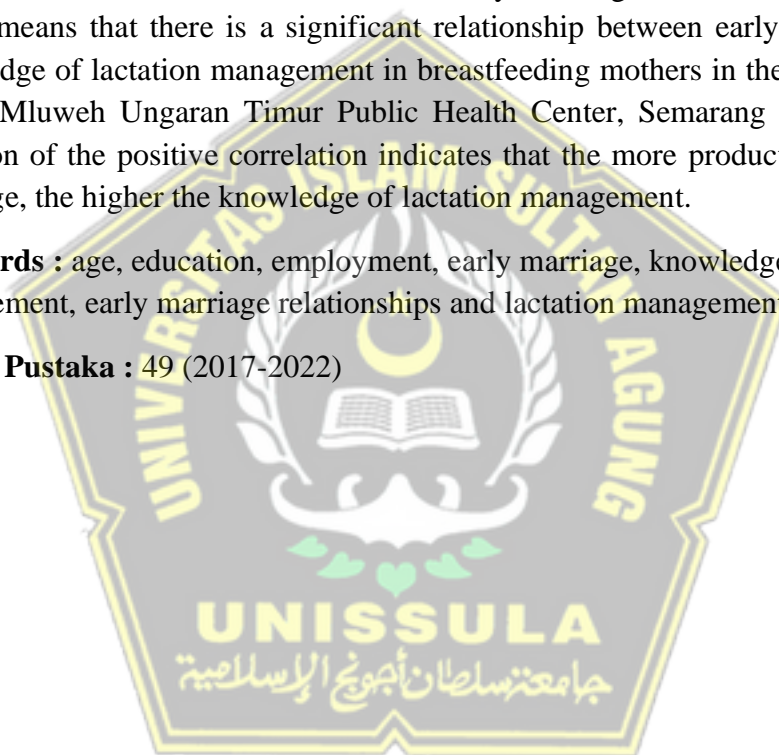 means that there is a significant relationship between early
dge of lactation management in breastfeeding mothers in the
Mluweh Ungaran Timur Public Health Center, Semarang
on of the positive correlation indicates that the more product
ge, the higher the knowledge of lactation management.
rds : age, education, employment, early marriage, knowledge
ement, early marriage relationships and lactation management
Pustaka : 49 (2017-2022)
UNIVERSITAS ISLAM SULTAN AGUNG
UNISSULA
جامعتنسلطان أجونج الإسلامية